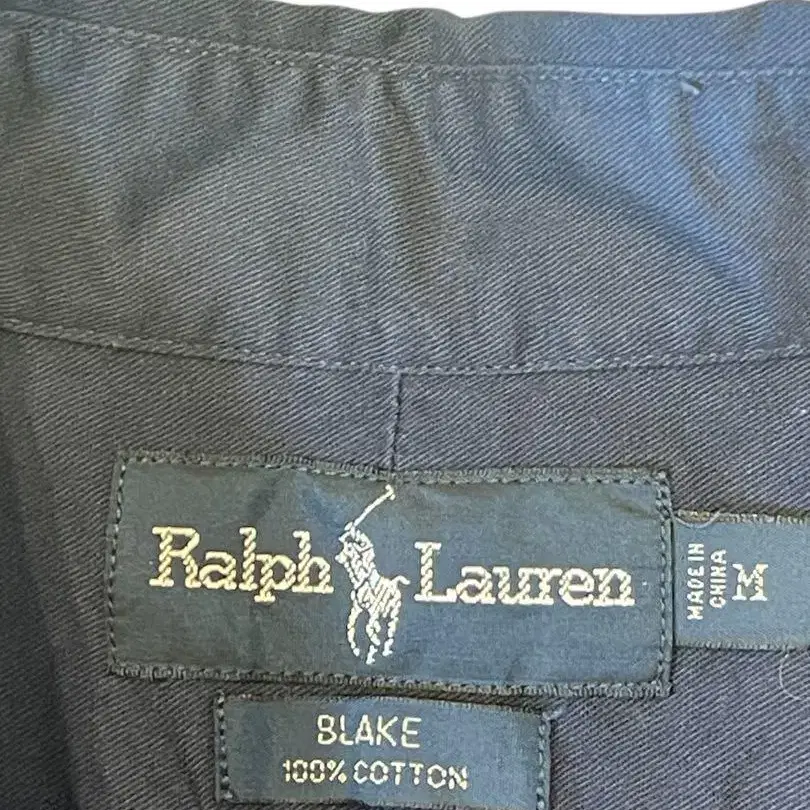 Ralph Lauren
MADE IN
CHINA
M
BLAKE
100% COTTON